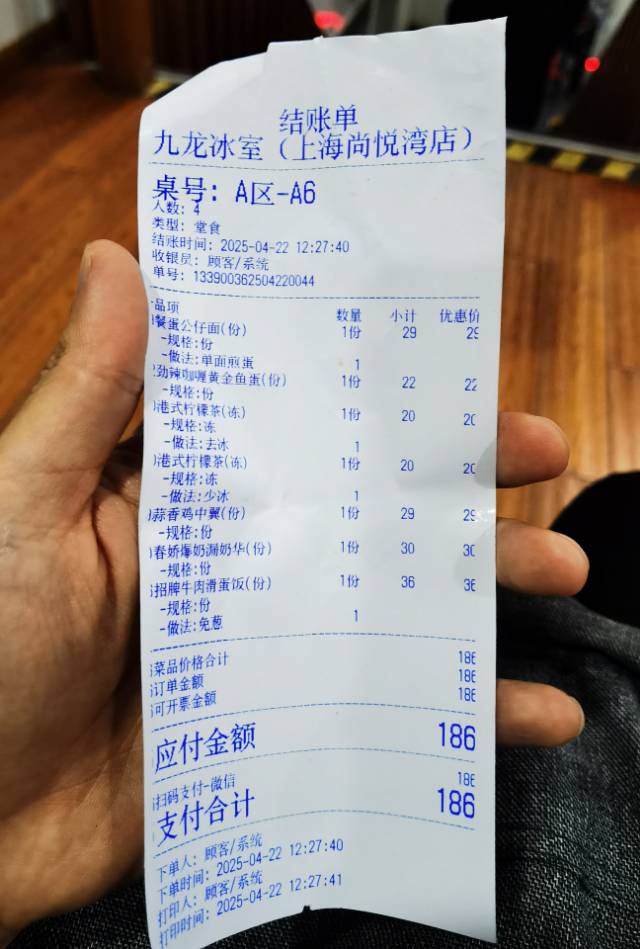 结账单
九龙冰室（上海尚悦湾店）
桌号: A区-A6
人数: 4
类型: 堂食
结账时间: 2025-04-22 12:27:40
收银员: 顾客/系统
单号: 133900362504220044
品项 数量 小计 优惠价
餐蛋公仔面(份) 1份 29 29
-规格:份
-做法:单面煎蛋 1
劲辣咖喱黄金鱼蛋(份) 1份 22 22
-规格:份
港式柠檬茶(冻) 1份 20 20
-规格:冻
-做法:去冰 1
港式柠檬茶(冻) 1份 20 20
-规格:冻
-做法:少冰 1
蒜香鸡中翼(份) 1份 29 29
-规格:份
春娇爆奶漏奶华(份) 1份 30 30
-规格:份
招牌牛肉滑蛋饭(份) 1份 36 36
-规格:份
-做法:免葱 1
菜品价格合计 186
订单金额 186
可开票金额 186
应付金额 186
扫码支付-微信 186
支付合计 186
下单人: 顾客/系统
下单时间: 2025-04-22 12:27:40
打印人: 顾客/系统
打印时间: 2025-04-22 12:27:41